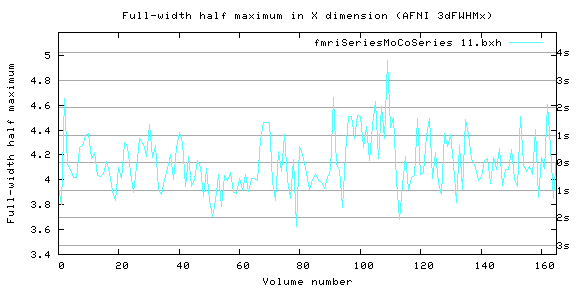 Full-width half maximum in X dimension (AFNI 3dFWHMx)
fmriSeriesMoCoSeries 11.bxh
Full-width half maximum
5
4.8
4.6
4.4
4.2
4
3.8
3.6
3.4
4s
3s
2s
1s
0s
1s
2s
3s
0 20 40 60 80 100 120 140 160
Volume number